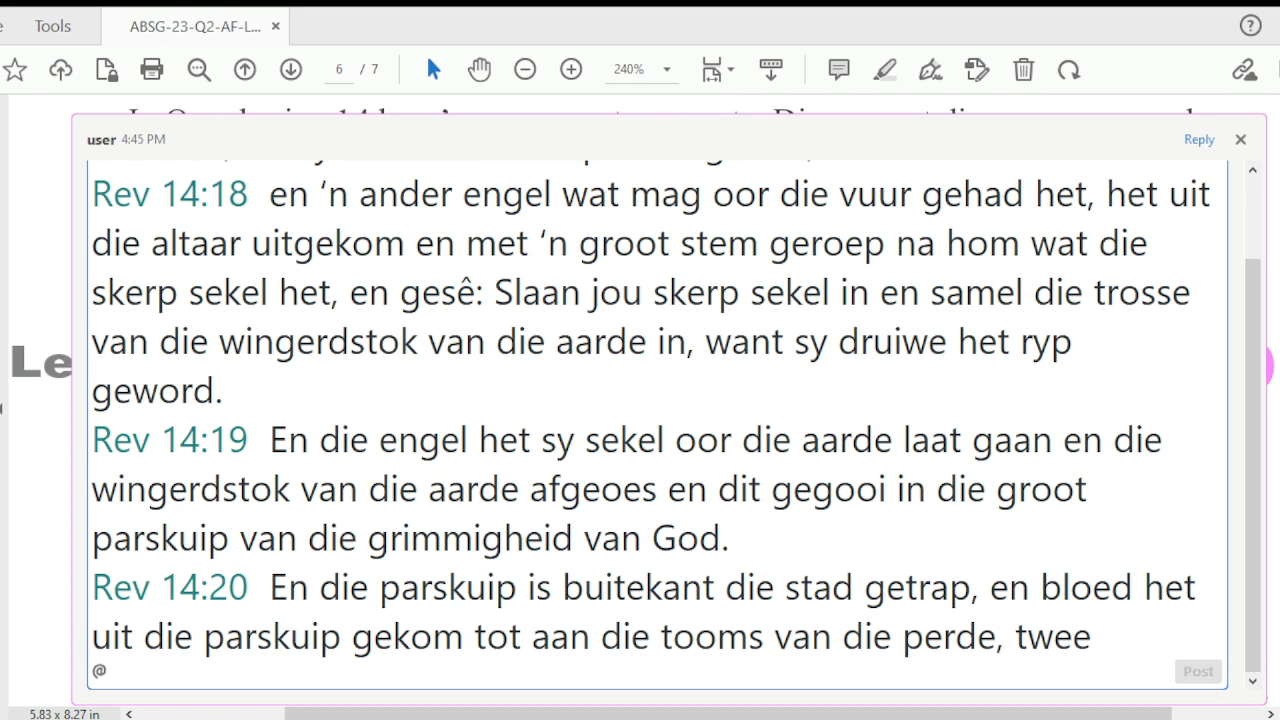 Tools
ABSG-23-Q2-AF-L... ×
6 / 7
240%
user 4:45 PM
Reply
Rev 14:18 en ‘n ander engel wat mag oor die vuur gehad het, het uit
die altaar uitgekom en met ‘n groot stem geroep na hom wat die
skerp sekel het, en gesê: Slaan jou skerp sekel in en samel die trosse
van die wingerdstok van die aarde in, want sy druiwe het ryp
geword.
Rev 14:19 En die engel het sy sekel oor die aarde laat gaan en die
wingerdstok van die aarde afgeoes en dit gegooi in die groot
parskuip van die grimmigheid van God.
Rev 14:20 En die parskuip is buitekant die stad getrap, en bloed het
uit die parskuip gekom tot aan die tooms van die perde, twee
@
Post
Le
5.83 x 8.27 in